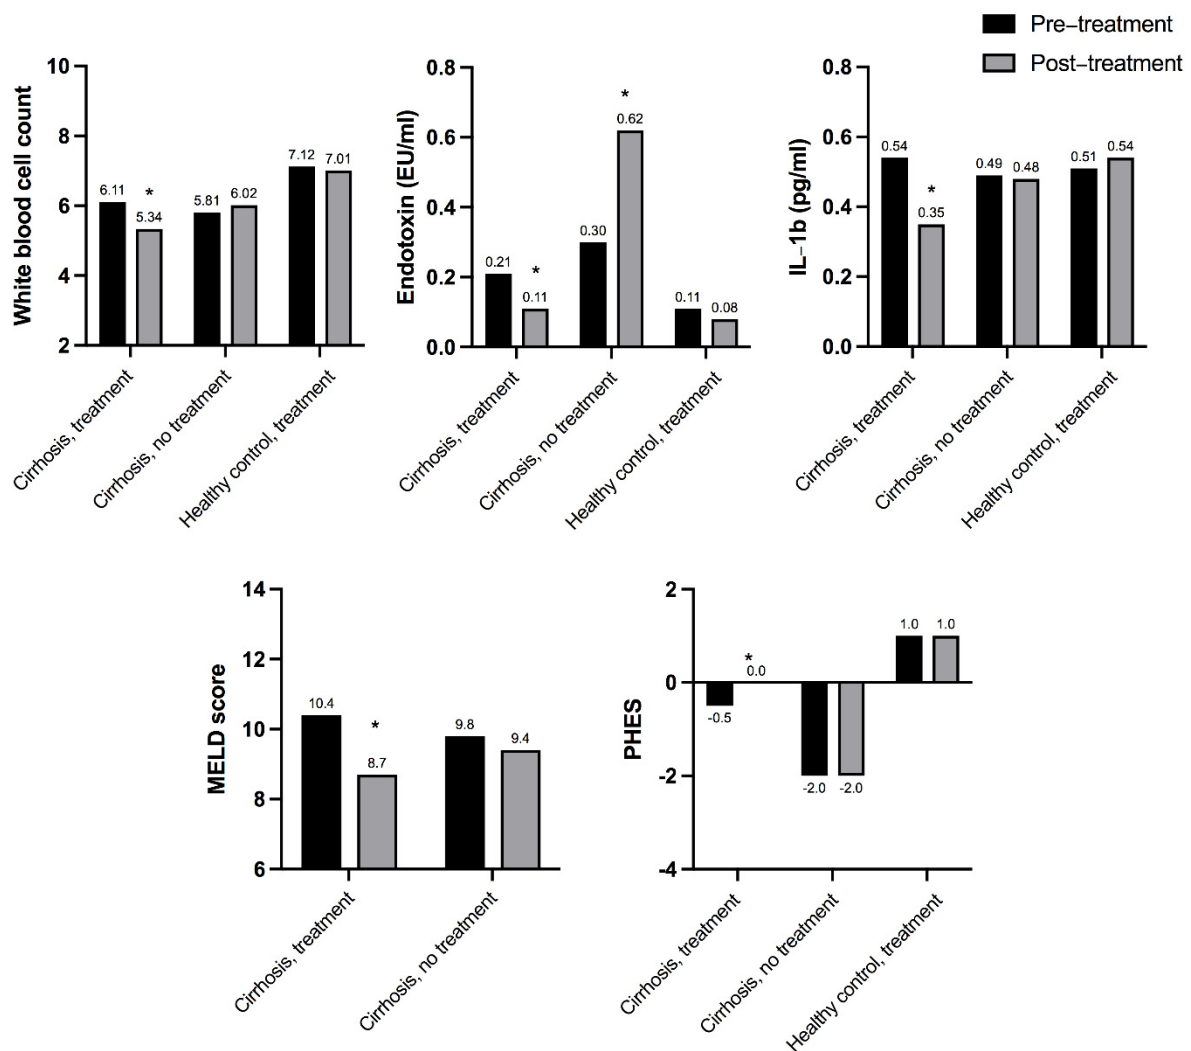 Pre–treatment
Post–treatment
White blood cell count
10
8
6
4
2
6.11
*
5.34
5.81
6.02
7.12
7.01
Cirrhosis, treatment
Cirrhosis, no treatment
Healthy control, treatment
Endotoxin (EU/ml)
0.8
0.6
0.4
0.2
0.0
0.21
*
0.11
0.30
*
0.62
0.11
0.08
Cirrhosis, treatment
Cirrhosis, no treatment
Healthy control, treatment
IL–1b (pg/ml)
0.8
0.6
0.4
0.2
0.0
0.54
*
0.35
0.49
0.48
0.51
0.54
Cirrhosis, treatment
Cirrhosis, no treatment
Healthy control, treatment
MELD score
14
12
10
8
6
10.4
*
8.7
9.8
9.4
Cirrhosis, treatment
Cirrhosis, no treatment
PHES
2
0
-2
-4
-0.5
*
0.0
-2.0
-2.0
1.0
1.0
Cirrhosis, treatment
Cirrhosis, no treatment
Healthy control, treatment